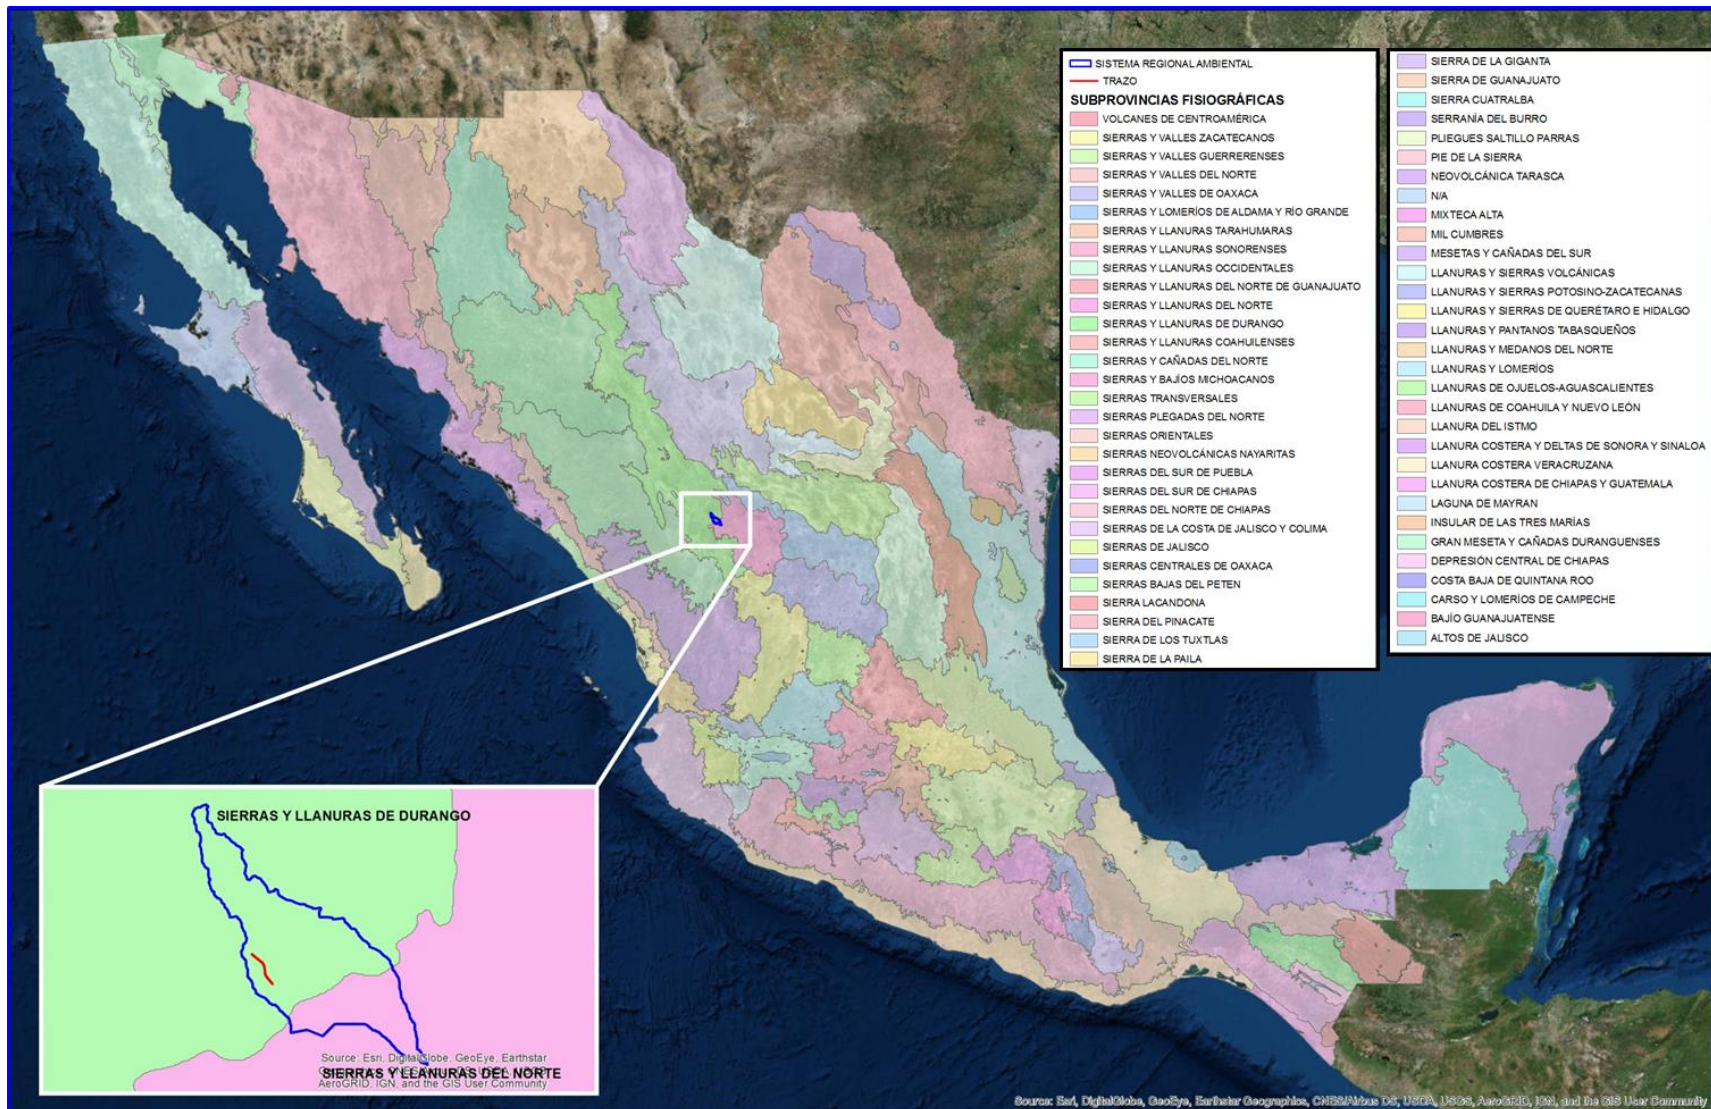 SISTEMA REGIONAL AMBIENTAL
TRAZO
SUBPROVINCIAS FISIOGRÁFICAS
VOLCANES DE CENTROAMÉRICA
SIERRAS Y VALLES ZACATECANOS
SIERRAS Y VALLES GUERRERENSES
SIERRAS Y VALLES DEL NORTE
SIERRAS Y VALLES DE OAXACA
SIERRAS Y LOMERÍOS DE ALDAMA Y RÍO GRANDE
SIERRAS Y LLANURAS TARAHUMARAS
SIERRAS Y LLANURAS SONORENSES
SIERRAS Y LLANURAS OCCIDENTALES
SIERRAS Y LLANURAS DEL NORTE DE GUANAJUATO
SIERRAS Y LLANURAS DEL NORTE
SIERRAS Y LLANURAS DE DURANGO
SIERRAS Y LLANURAS COAHUILENSES
SIERRAS Y CAÑADAS DEL NORTE
SIERRAS Y BAJÍOS MICHOACANOS
SIERRAS TRANSVERSALES
SIERRAS PLEGADAS DEL NORTE
SIERRAS ORIENTALES
SIERRAS NEOVOLCÁNICAS NAYARITAS
SIERRAS DEL SUR DE PUEBLA
SIERRAS DEL SUR DE CHIAPAS
SIERRAS DEL NORTE DE CHIAPAS
SIERRAS DE LA COSTA DE JALISCO Y COLIMA
SIERRAS DE JALISCO
SIERRAS CENTRALES DE OAXACA
SIERRAS BAJAS DEL PETEN
SIERRA LACANDONA
SIERRA DEL PINACATE
SIERRA DE LOS TUXTLAS
SIERRA DE LA PAILA
SIERRA DE LA GIGANTA
SIERRA DE GUANAJUATO
SIERRA CUATRALBA
SERRANÍA DEL BURRO
PLIEGUES SALTILLO PARRAS
PIE DE LA SIERRA
NEOVOLCÁNICA TARASCA
N/A
MIXTECA ALTA
MIL CUMBRES
MESETAS Y CAÑADAS DEL SUR
LLANURAS Y SIERRAS VOLCÁNICAS
LLANURAS Y SIERRAS POTOSINO-ZACATECANAS
LLANURAS Y SIERRAS DE QUERÉTARO E HIDALGO
LLANURAS Y PANTANOS TABASQUEÑOS
LLANURAS Y MEDANOS DEL NORTE
LLANURAS Y LOMERÍOS
LLANURAS DE OJUELOS-AGUASCALIENTES
LLANURAS DE COAHUILA Y NUEVO LEÓN
LLANURA DEL ISTMO
LLANURA COSTERA Y DELTAS DE SONORA Y SINALOA
LLANURA COSTERA VERACRUZANA
LLANURA COSTERA DE CHIAPAS Y GUATEMALA
LAGUNA DE MAYRAN
INSULAR DE LAS TRES MARÍAS
GRAN MESETA Y CAÑADAS DURANGUENSES
DEPRESIÓN CENTRAL DE CHIAPAS
COSTA BAJA DE QUINTANA ROO
CARSO Y LOMERÍOS DE CAMPECHE
BAJÍO GUANAJUATENSE
ALTOS DE JALISCO
SIERRAS Y LLANURAS DE DURANGO
Source: Esri, DigitalGlobe, GeoEye, Earthstar
SIERRAS Y LLANURAS DEL NORTE
AeroGRID, IGN, and the GIS User Community
Source: Esri, DigitalGlobe, GeoEye, Earthstar Geographics, CNES/Airbus DS, USDA, USGS, AeroGRID, IGN, and the GIS User Community